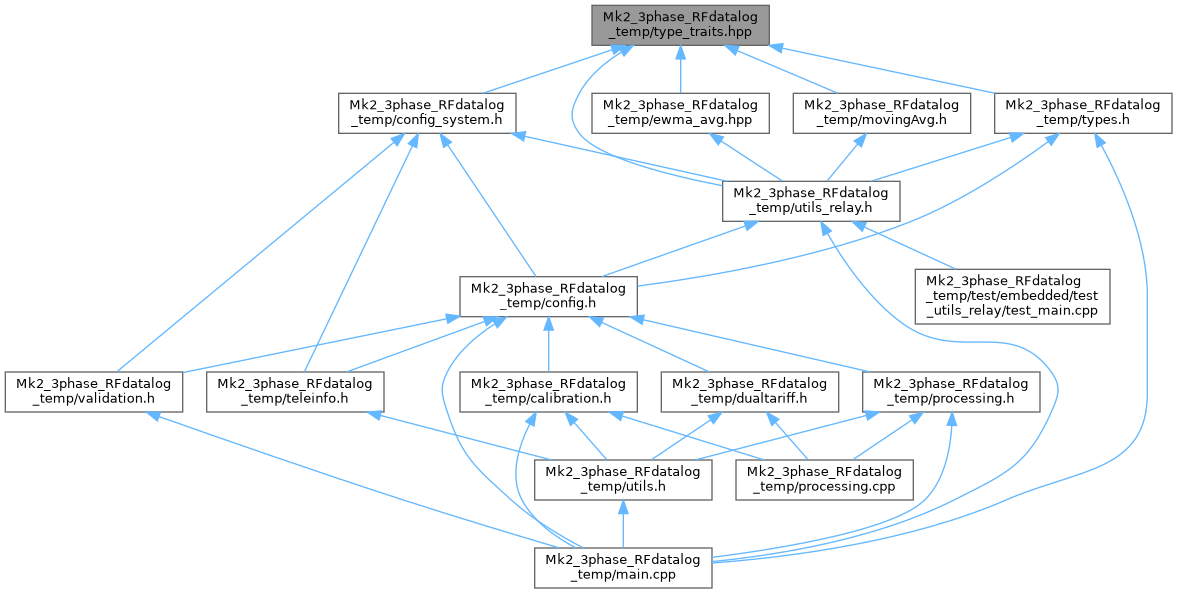 Mk2_3phase_RFdatalog
_temp/type_traits.hpp
Mk2_3phase_RFdatalog
_temp/config_system.h
Mk2_3phase_RFdatalog
_temp/ewma_avg.hpp
Mk2_3phase_RFdatalog
_temp/movingAvg.h
Mk2_3phase_RFdatalog
_temp/types.h
Mk2_3phase_RFdatalog
_temp/utils_relay.h
Mk2_3phase_RFdatalog
_temp/config.h
Mk2_3phase_RFdatalog
_temp/test/embedded/test
_utils_relay/test_main.cpp
Mk2_3phase_RFdatalog
_temp/validation.h
Mk2_3phase_RFdatalog
_temp/teleinfo.h
Mk2_3phase_RFdatalog
_temp/calibration.h
Mk2_3phase_RFdatalog
_temp/dualtariff.h
Mk2_3phase_RFdatalog
_temp/processing.h
Mk2_3phase_RFdatalog
_temp/utils.h
Mk2_3phase_RFdatalog
_temp/processing.cpp
Mk2_3phase_RFdatalog
_temp/main.cpp